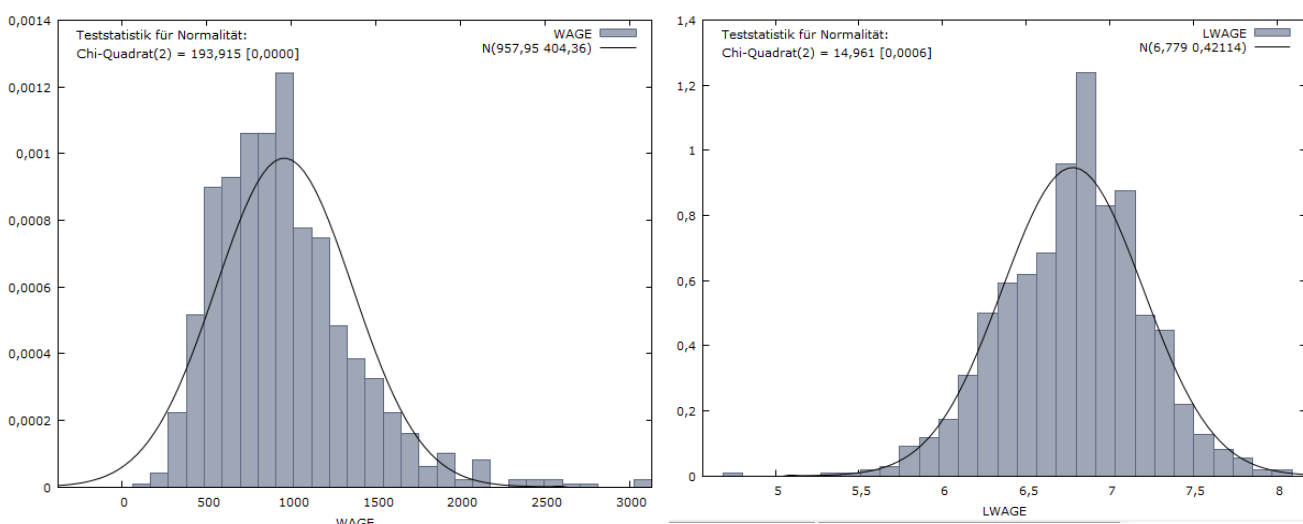 Teststatistik für Normalität:
Chi-Quadrat(2) = 193,915 [0,0000]
WAGE
N(957,95 404,36)
0,0014
0,0012
0,001
0,0008
0,0006
0,0004
0,0002
0
0 500 1000 1500 2000 2500 3000
WAGE
Teststatistik für Normalität:
Chi-Quadrat(2) = 14,961 [0,0006]
LWAGE
N(6,779 0,42114)
1,4
1,2
1
0,8
0,6
0,4
0,2
0
5 5,5 6 6,5 7 7,5 8
LWAGE